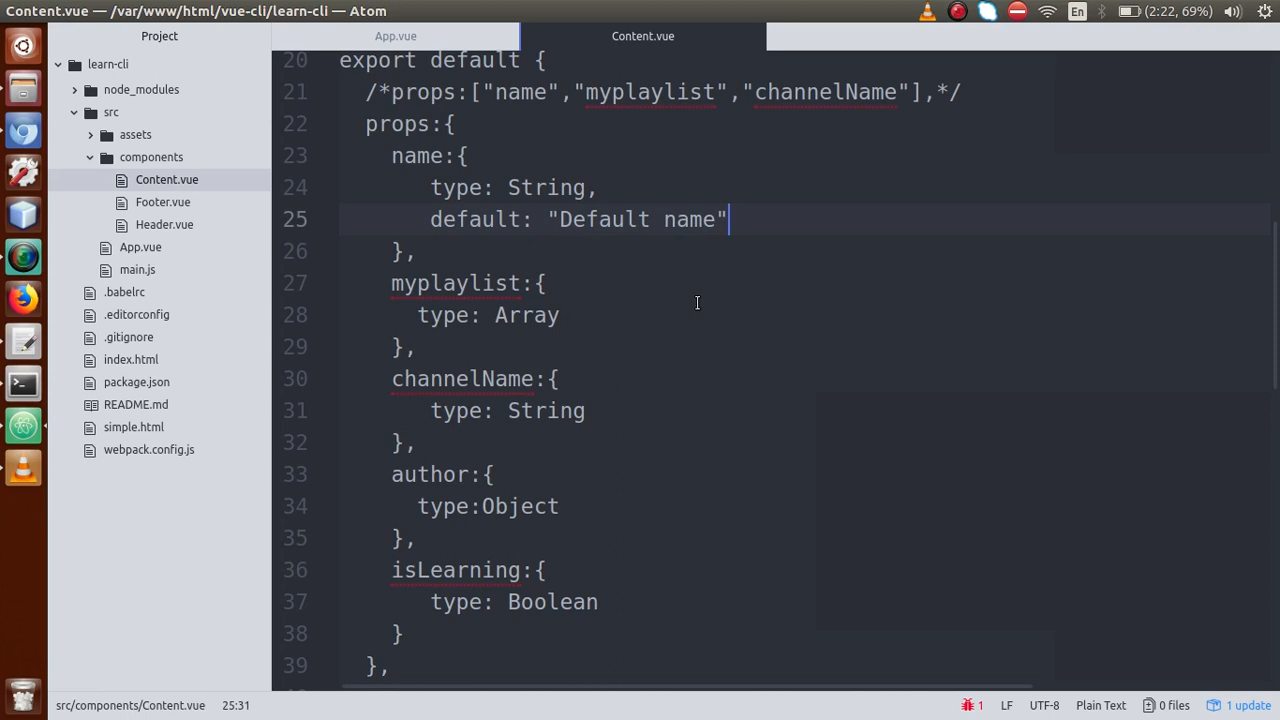 Content.vue — /var/www/html/vue-cli/learn-cli — Atom
En
(2:22, 69%)
Project
App.vue
Content.vue
learn-cli
node_modules
src
assets
components
Content.vue
Footer.vue
Header.vue
App.vue
main.js
.babelrc
.editorconfig
.gitignore
index.html
package.json
README.md
simple.html
webpack.config.js
20 export default {
21 /*props:["name","myplaylist","channelName"],*/
22 props:{
23 name:{
24 type: String,
25 default: "Default name"
26 },
27 myplaylist:{
28 type: Array
29 },
30 channelName:{
31 type: String
32 },
33 author:{
34 type:Object
35 },
36 isLearning:{
37 type: Boolean
38 }
39 },
src/components/Content.vue 25:31 1 LF UTF-8 Plain Text 0 files 1 update